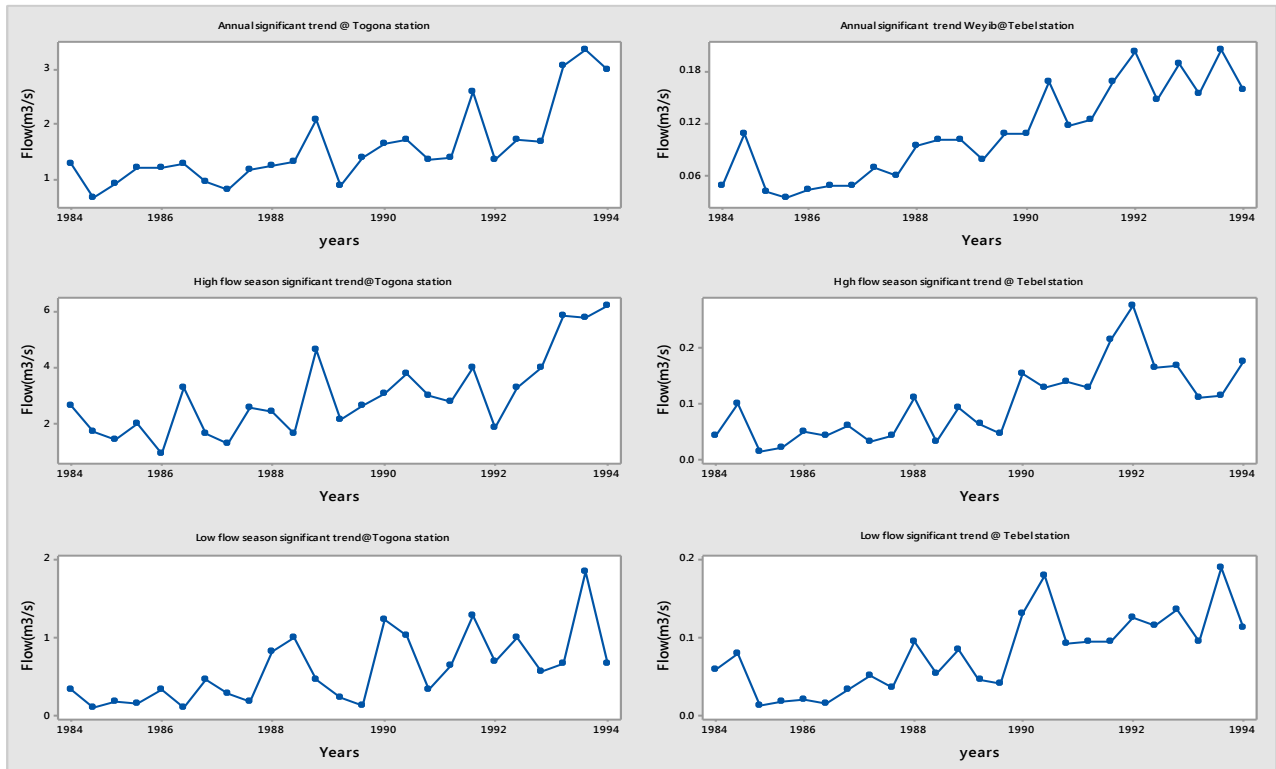 Annual significant trend @ Togona station
Flow(m3/s)
3
2
1
1984 1986 1988 1990 1992 1994
years
Annual significant trend Weyib@Tebel station
Flow(m3/s)
0.18
0.12
0.06
1984 1986 1988 1990 1992 1994
Years
High flow season significant trend@Togona station
Flow(m3/s)
6
4
2
1984 1986 1988 1990 1992 1994
Years
Hgh flow season significant trend @ Tebel station
Flow(m3/s)
0.2
0.1
0.0
1984 1986 1988 1990 1992 1994
Years
Low flow season significant trend@Togona station
Flow(m3/s)
2
1
0
1984 1986 1988 1990 1992 1994
Years
Low flow significant trend @ Tebel station
Flow(m3/s)
0.2
0.1
0.0
1984 1986 1988 1990 1992 1994
years